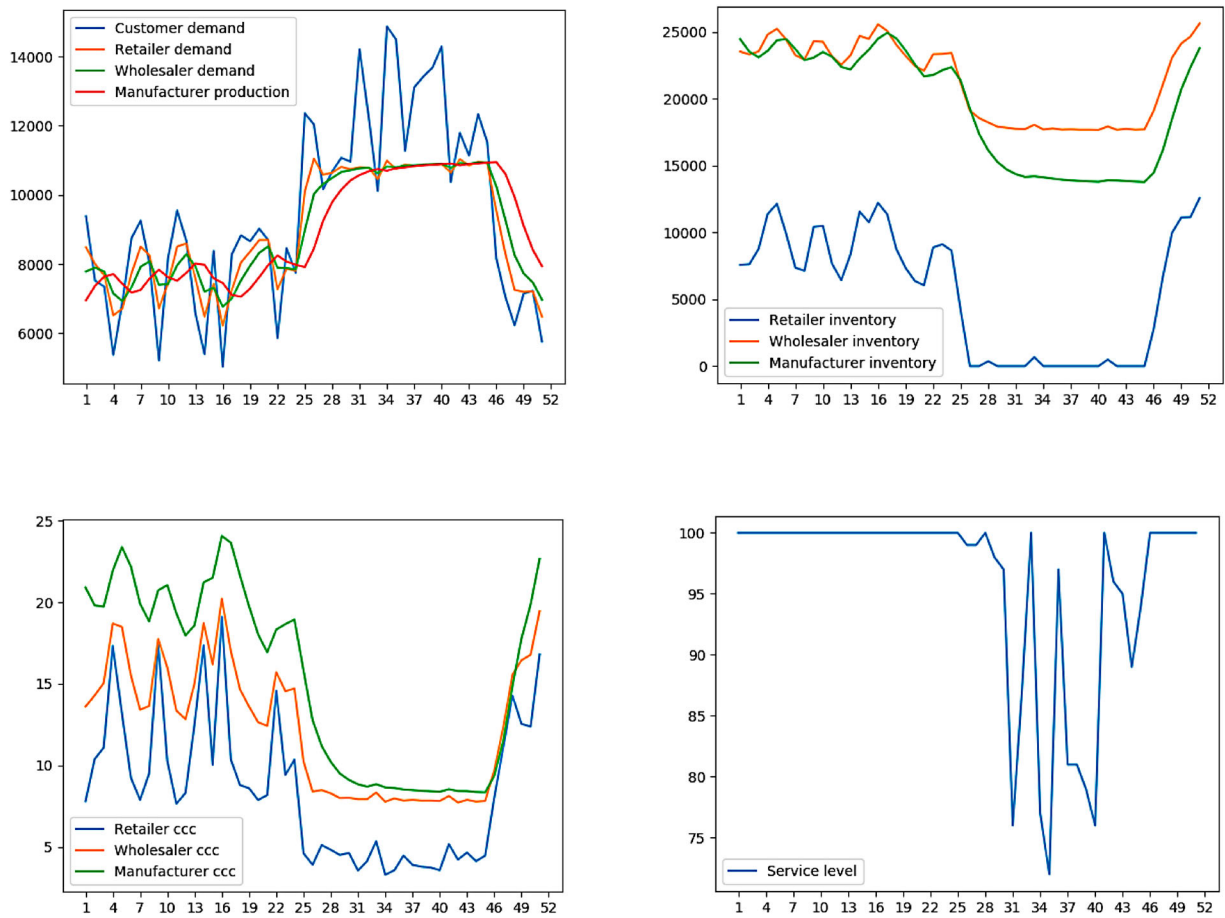 Customer demand
Retailer demand
Wholesaler demand
Manufacturer production
14000
12000
10000
8000
6000
1 4 7 10 13 16 19 22 25 28 31 34 37 40 43 46 49 52
25000
20000
15000
10000
5000
0
Retailer inventory
Wholesaler inventory
Manufacturer inventory
1 4 7 10 13 16 19 22 25 28 31 34 37 40 43 46 49 52
25
20
15
10
5
Retailer ccc
Wholesaler ccc
Manufacturer ccc
1 4 7 10 13 16 19 22 25 28 31 34 37 40 43 46 49 52
100
95
90
85
80
75
Service level
1 4 7 10 13 16 19 22 25 28 31 34 37 40 43 46 49 52